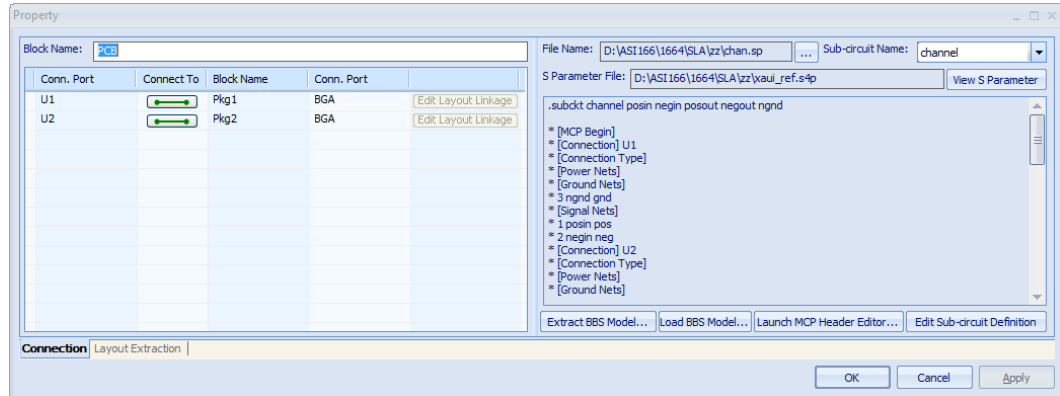 Property
Block Name: PCB
Conn. Port Connect To Block Name Conn. Port
U1 Pkg1 BGA Edit Layout Linkage
U2 Pkg2 BGA Edit Layout Linkage
File Name: D:\ASI166\1664\SLA\zz\chan.sp ... Sub-circuit Name: channel
S Parameter File: D:\ASI166\1664\SLA\zz\xaui_ref.s4p View S Parameter
.subckt channel posin negin posout negout ngnd
* [MCP Begin]
* [Connection] U1
* [Connection Type]
* [Power Nets]
* [Ground Nets]
* 3 ngnd gnd
* [Signal Nets]
* 1 posin pos
* 2 negin neg
* [Connection] U2
* [Connection Type]
* [Power Nets]
* [Ground Nets]
Extract BBS Model... Load BBS Model... Launch MCP Header Editor... Edit Sub-circuit Definition
Connection Layout Extraction
OK Cancel Apply